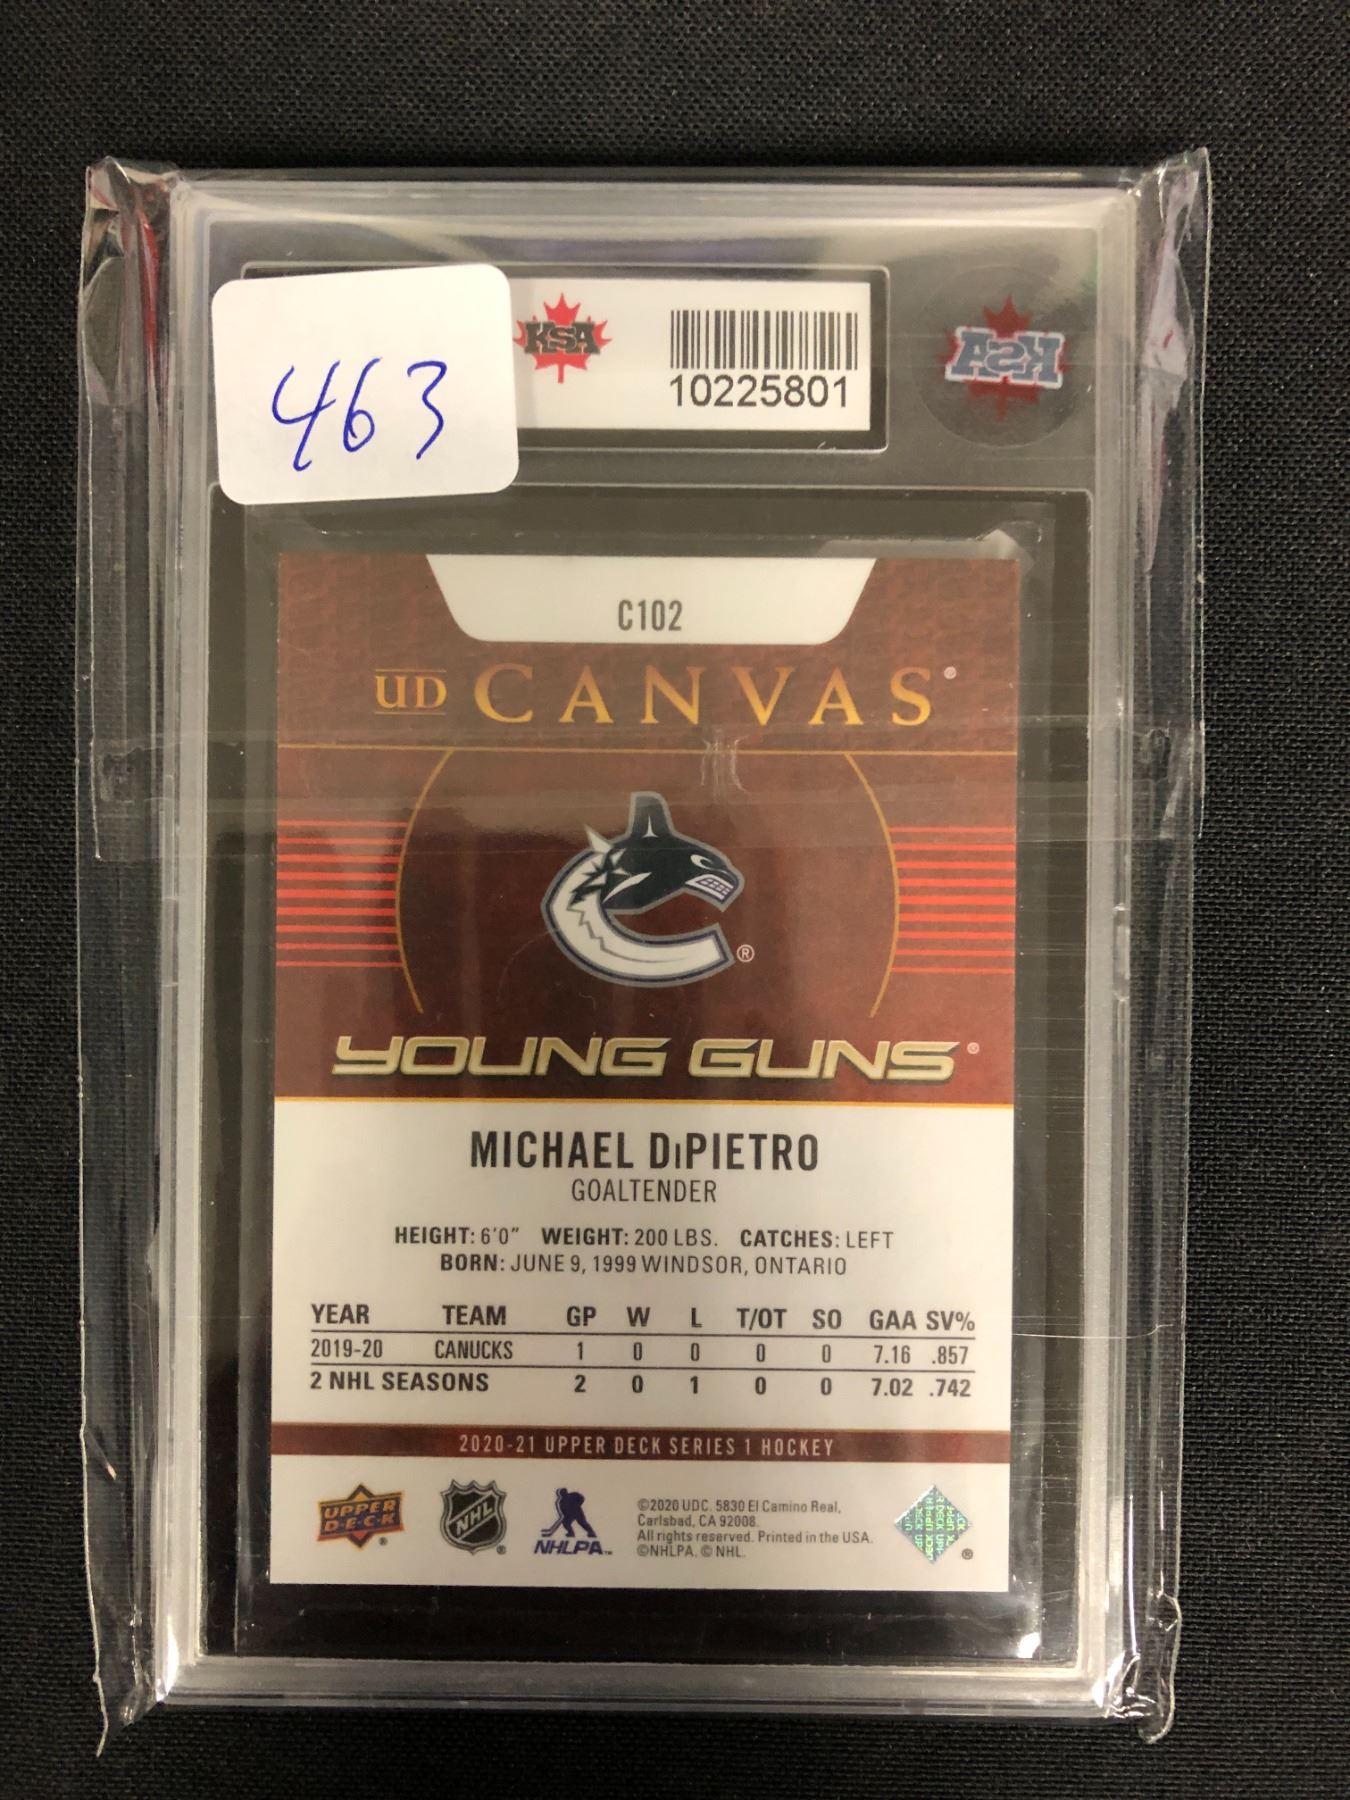 463
KSA
10225801
KSA
C102
UD CANVAS®
®
YOUNG GUNS®
MICHAEL DiPIETRO
GOALTENDER
HEIGHT: 6'0" WEIGHT: 200 LBS. CATCHES: LEFT
BORN: JUNE 9, 1999 WINDSOR, ONTARIO
YEAR TEAM GP W L T/OT SO GAA SV%
2019-20 CANUCKS 1 0 0 0 0 7.16 .857
2 NHL SEASONS 2 0 1 0 0 7.02 .742
2020-21 UPPER DECK SERIES 1 HOCKEY
UPPER DECK ®
NHL ®
NHLPA™
©2020 UDC. 5830 El Camino Real,
Carlsbad, CA 92008.
All rights reserved. Printed in the USA.
©NHLPA. © NHL.
®